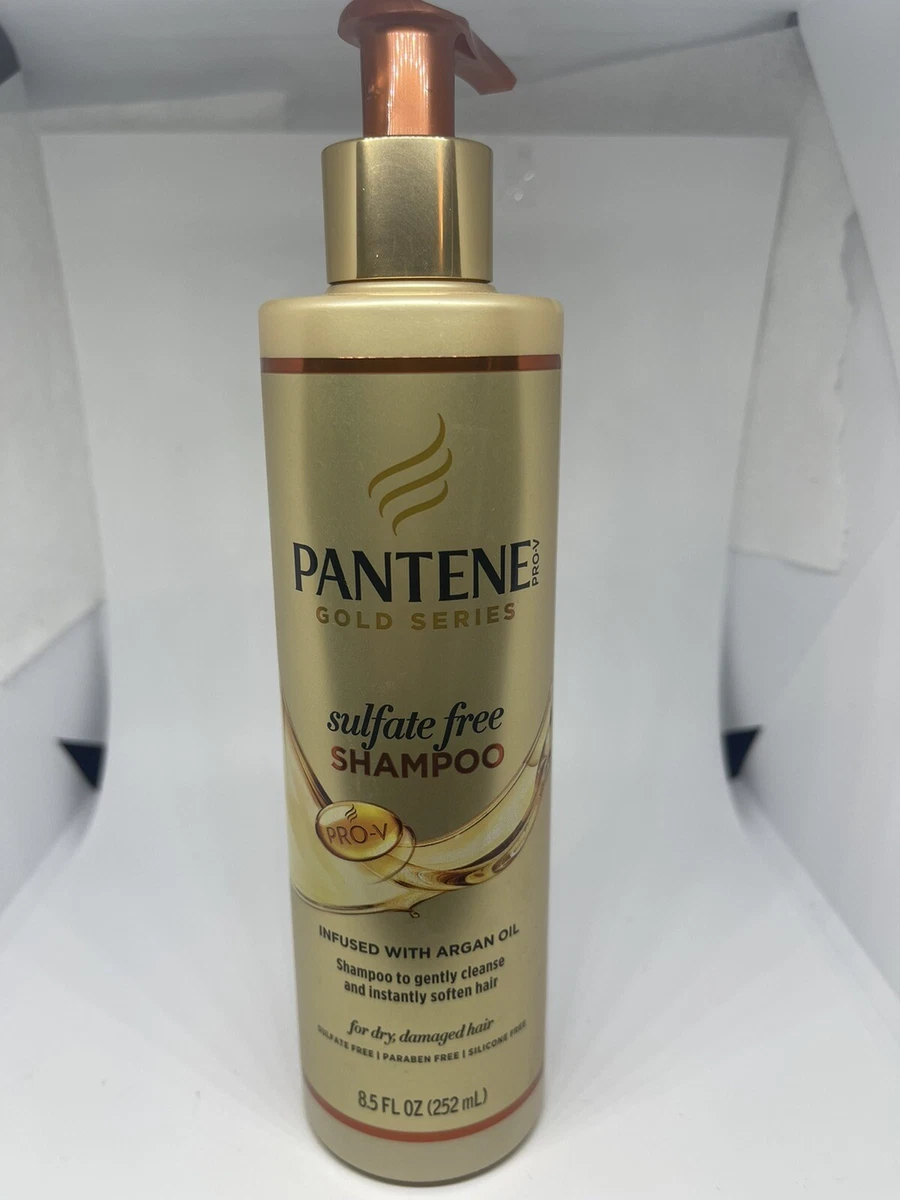 PANTENE PRO-V
GOLD SERIES
sulfate free
SHAMPOO
PRO-V
INFUSED WITH ARGAN OIL
Shampoo to gently cleanse
and instantly soften hair
for dry, damaged hair
SULFATE FREE | PARABEN FREE | SILICONE FREE
8.5 FL OZ (252 mL)